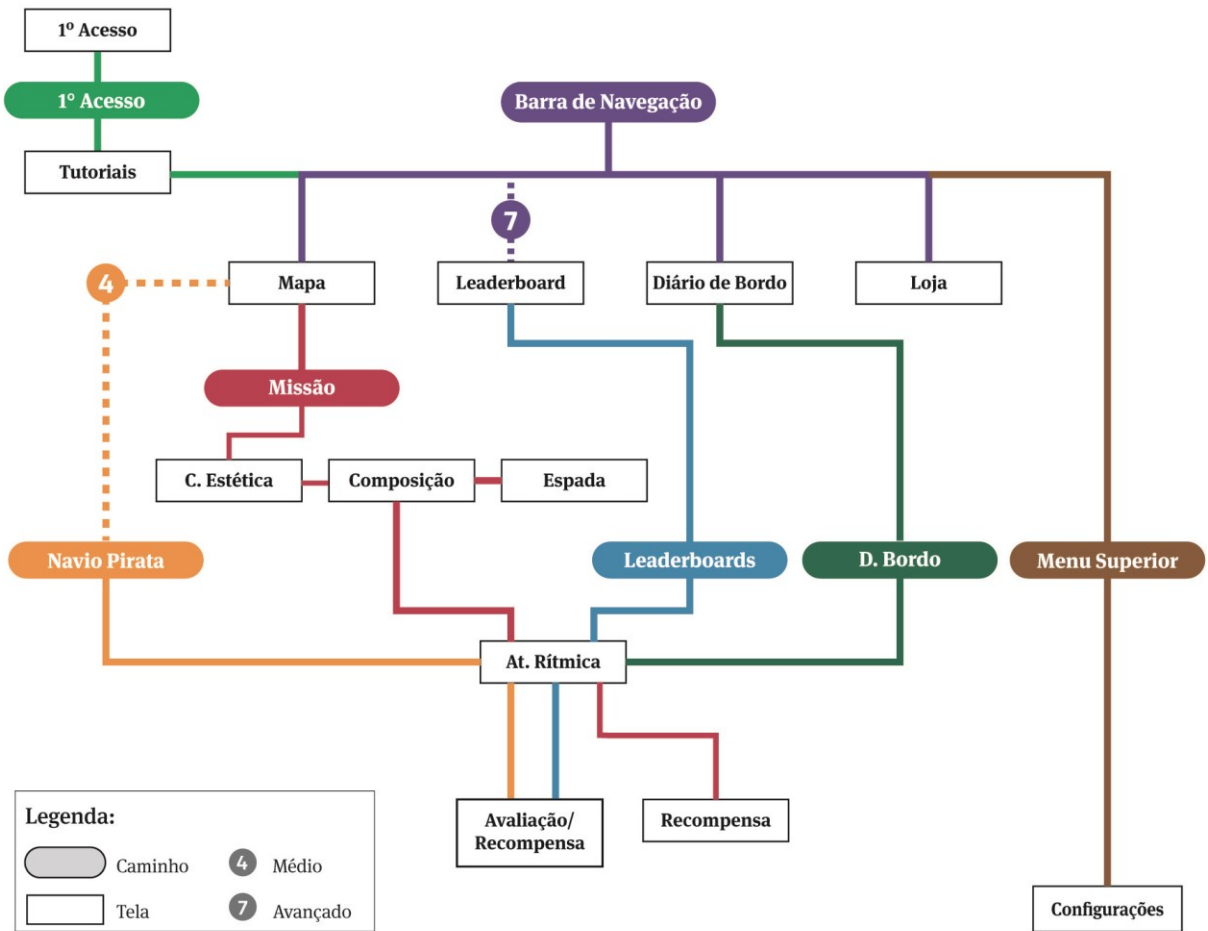 1º Acesso
1° Acesso
Barra de Navegação
Tutoriais
7
4
Mapa
Leaderboard
Diário de Bordo
Loja
Missão
C. Estética
Composição
Espada
Navio Pirata
Leaderboards
D. Bordo
Menu Superior
At. Rítmica
Avaliação/
Recompensa
Recompensa
Legenda:
Caminho
4 Médio
Tela
7 Avançado
Configurações